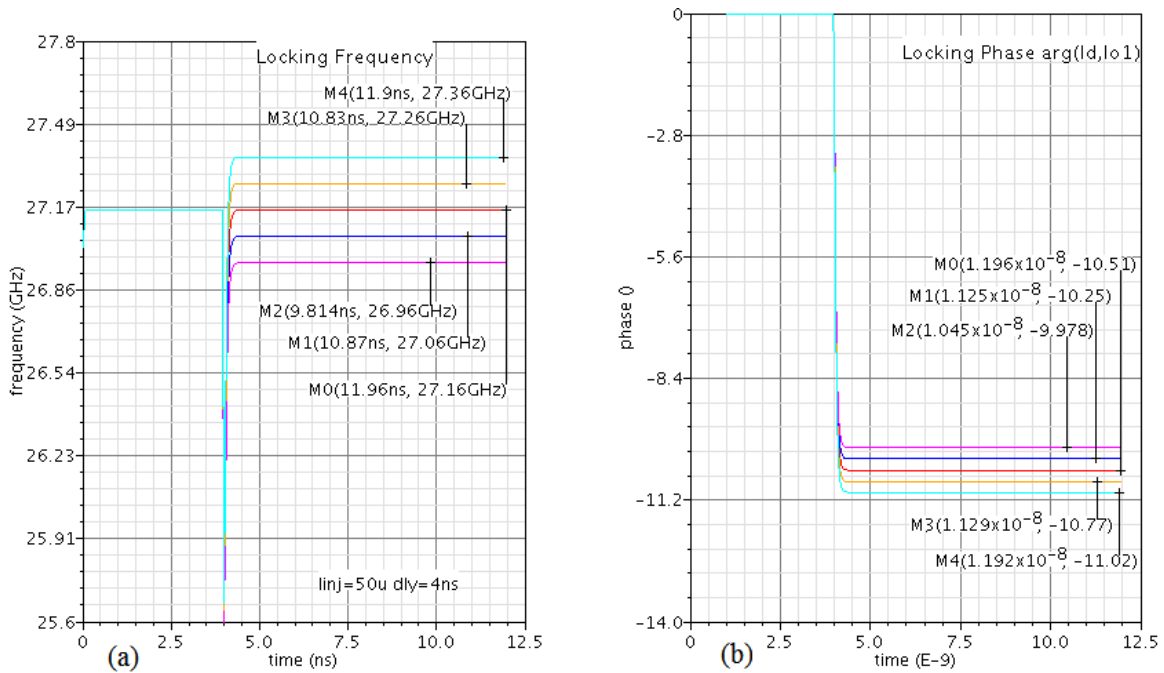 Locking Frequency
M4(11.9ns, 27.36GHz)
M3(10.83ns, 27.26GHz)
M2(9.814ns, 26.96GHz)
M1(10.87ns, 27.06GHz)
M0(11.96ns, 27.16GHz)
Iinj=50u dly=4ns
27.8
27.49
27.17
26.86
26.54
26.23
25.91
25.6
frequency (GHz)
0 2.5 5.0 7.5 10.0 12.5
time (ns)
(a)
Locking Phase arg(Id,Io1)
M0(1.196x10⁻⁸, -10.51)
M1(1.125x10⁻⁸, -10.25)
M2(1.045x10⁻⁸, -9.978)
M3(1.129x10⁻⁸, -10.77)
M4(1.192x10⁻⁸, -11.02)
0
-2.8
-5.6
-8.4
-11.2
-14.0
phase ()
0 2.5 5.0 7.5 10.0 12.5
time (E-9)
(b)